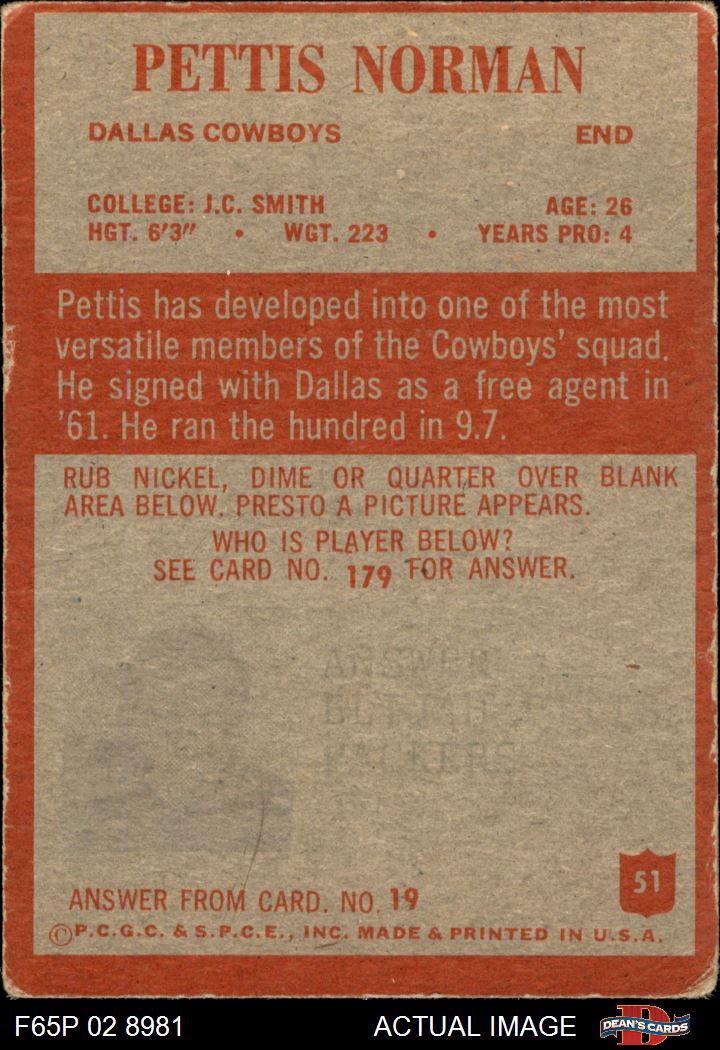 PETTIS NORMAN
DALLAS COWBOYS END
COLLEGE: J.C. SMITH AGE: 26
HGT. 6'3" • WGT. 223 • YEARS PRO: 4
Pettis has developed into one of the most
versatile members of the Cowboys' squad.
He signed with Dallas as a free agent in
'61. He ran the hundred in 9.7.
RUB NICKEL, DIME OR QUARTER OVER BLANK
AREA BELOW. PRESTO A PICTURE APPEARS.
WHO IS PLAYER BELOW?
SEE CARD NO. 179 FOR ANSWER.
ANSWER
PACKERS
51
ANSWER FROM CARD. NO. 19
©P.C.G.C. & S.P.C.E., INC. MADE & PRINTED IN U.S.A.
F65P 02 8981 ACTUAL IMAGE DEAN'S CARDS